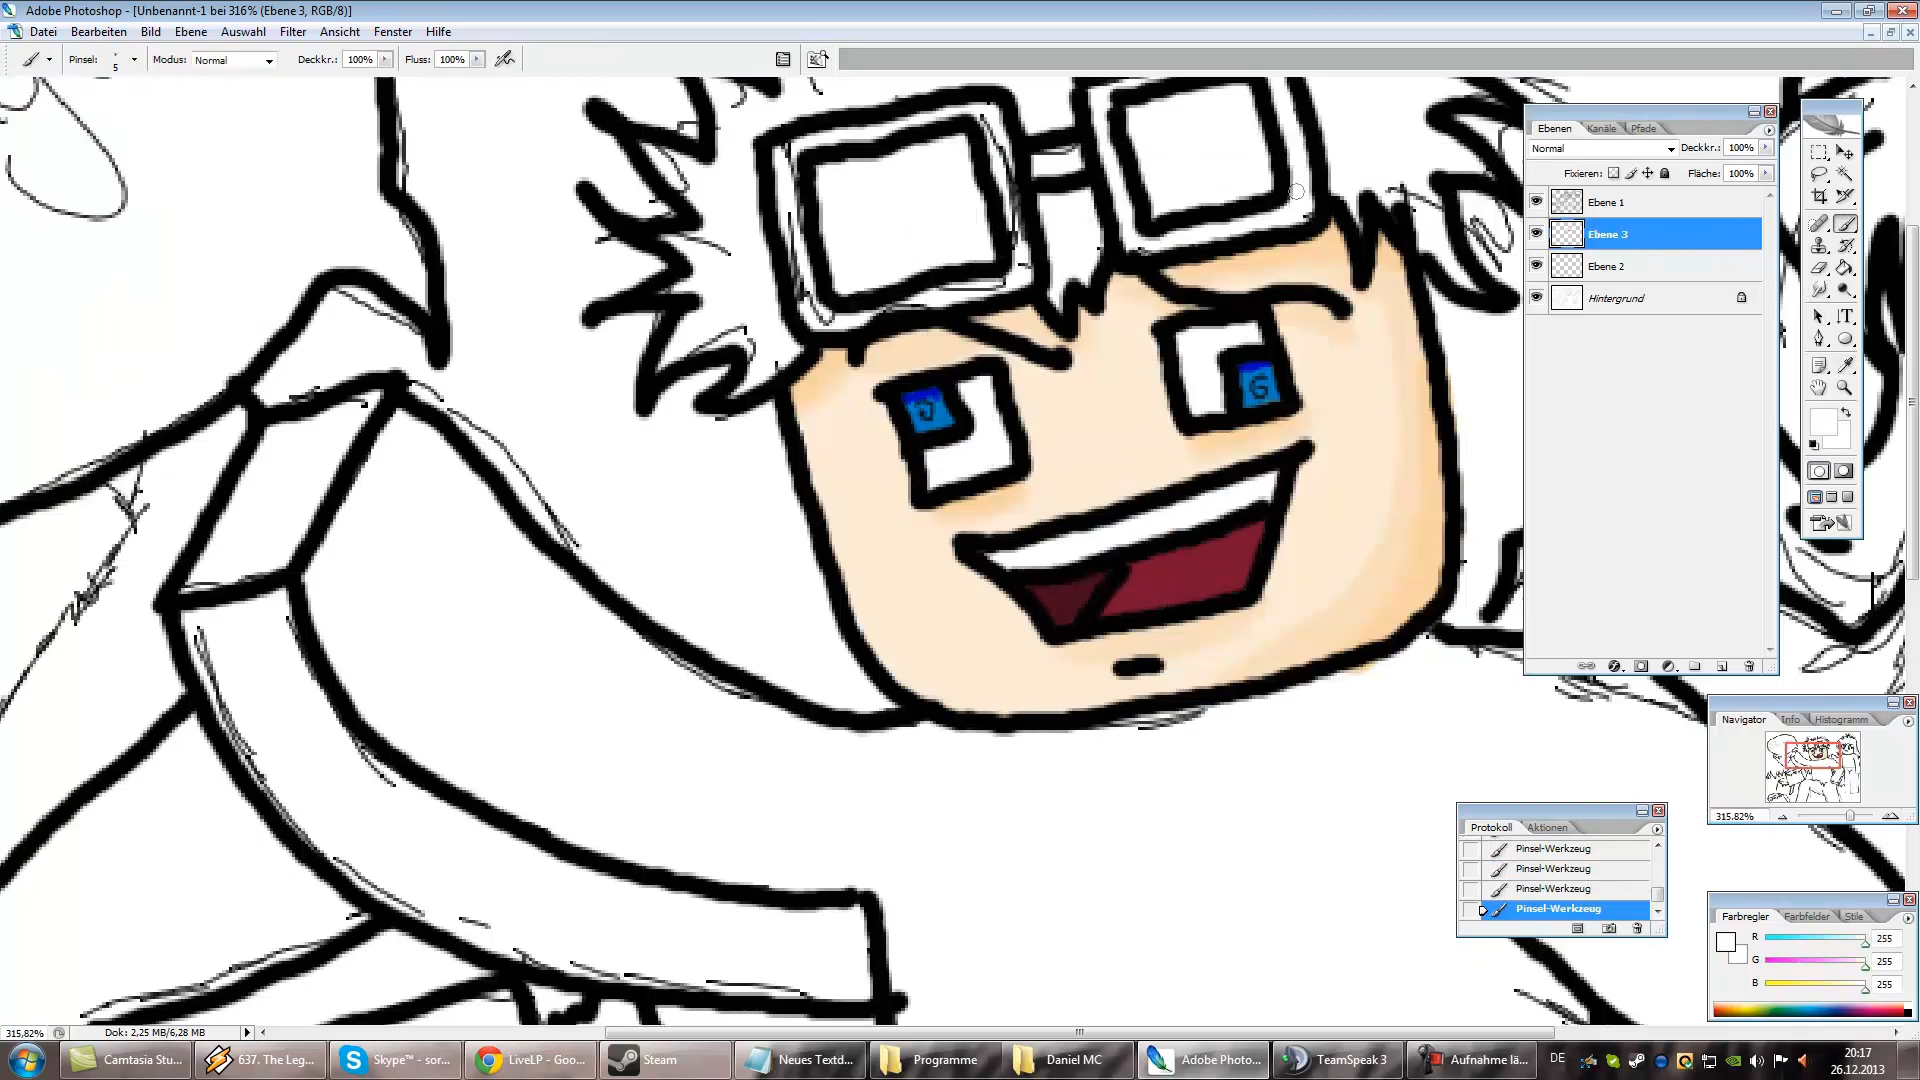 Adobe Photoshop - [Unbenannt-1 bei 316% (Ebene 3, RGB/8)]
Datei Bearbeiten Bild Ebene Auswahl Filter Ansicht Fenster Hilfe
Pinsel: 5 Modus: Normal Deckkr.: 100% Fluss: 100%
Ebenen Kanäle Pfade
Normal Deckkr.: 100%
Fixieren: Fläche: 100%
Ebene 1
Ebene 3
Ebene 2
Hintergrund
J G
Navigator Info Histogramm
315.82%
Protokoll Aktionen
Pinsel-Werkzeug
Pinsel-Werkzeug
Pinsel-Werkzeug
Pinsel-Werkzeug
Farbregler Farbfelder Stile
R 255
G 255
B 255
315.82% Dok: 2,25 MB/6,28 MB
Camtasia Stu... 637. The Leg... Skype™ - sor... LiveLP - Goo... Steam Neues Textd... Programme Daniel MC Adobe Photo... TeamSpeak 3 Aufnahme lä... DE 20:17
26.12.2013